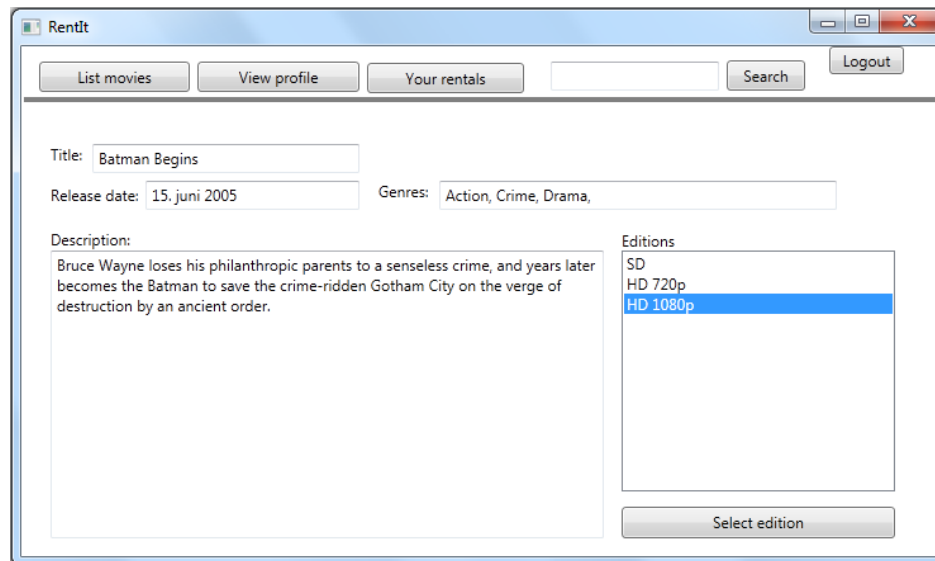 RentIt
Logout
List movies View profile Your rentals Search
Title: Batman Begins
Release date: 15. juni 2005 Genres: Action, Crime, Drama,
Description:
Bruce Wayne loses his philanthropic parents to a senseless crime, and years later
becomes the Batman to save the crime-ridden Gotham City on the verge of
destruction by an ancient order.
Editions
SD
HD 720p
HD 1080p
Select edition